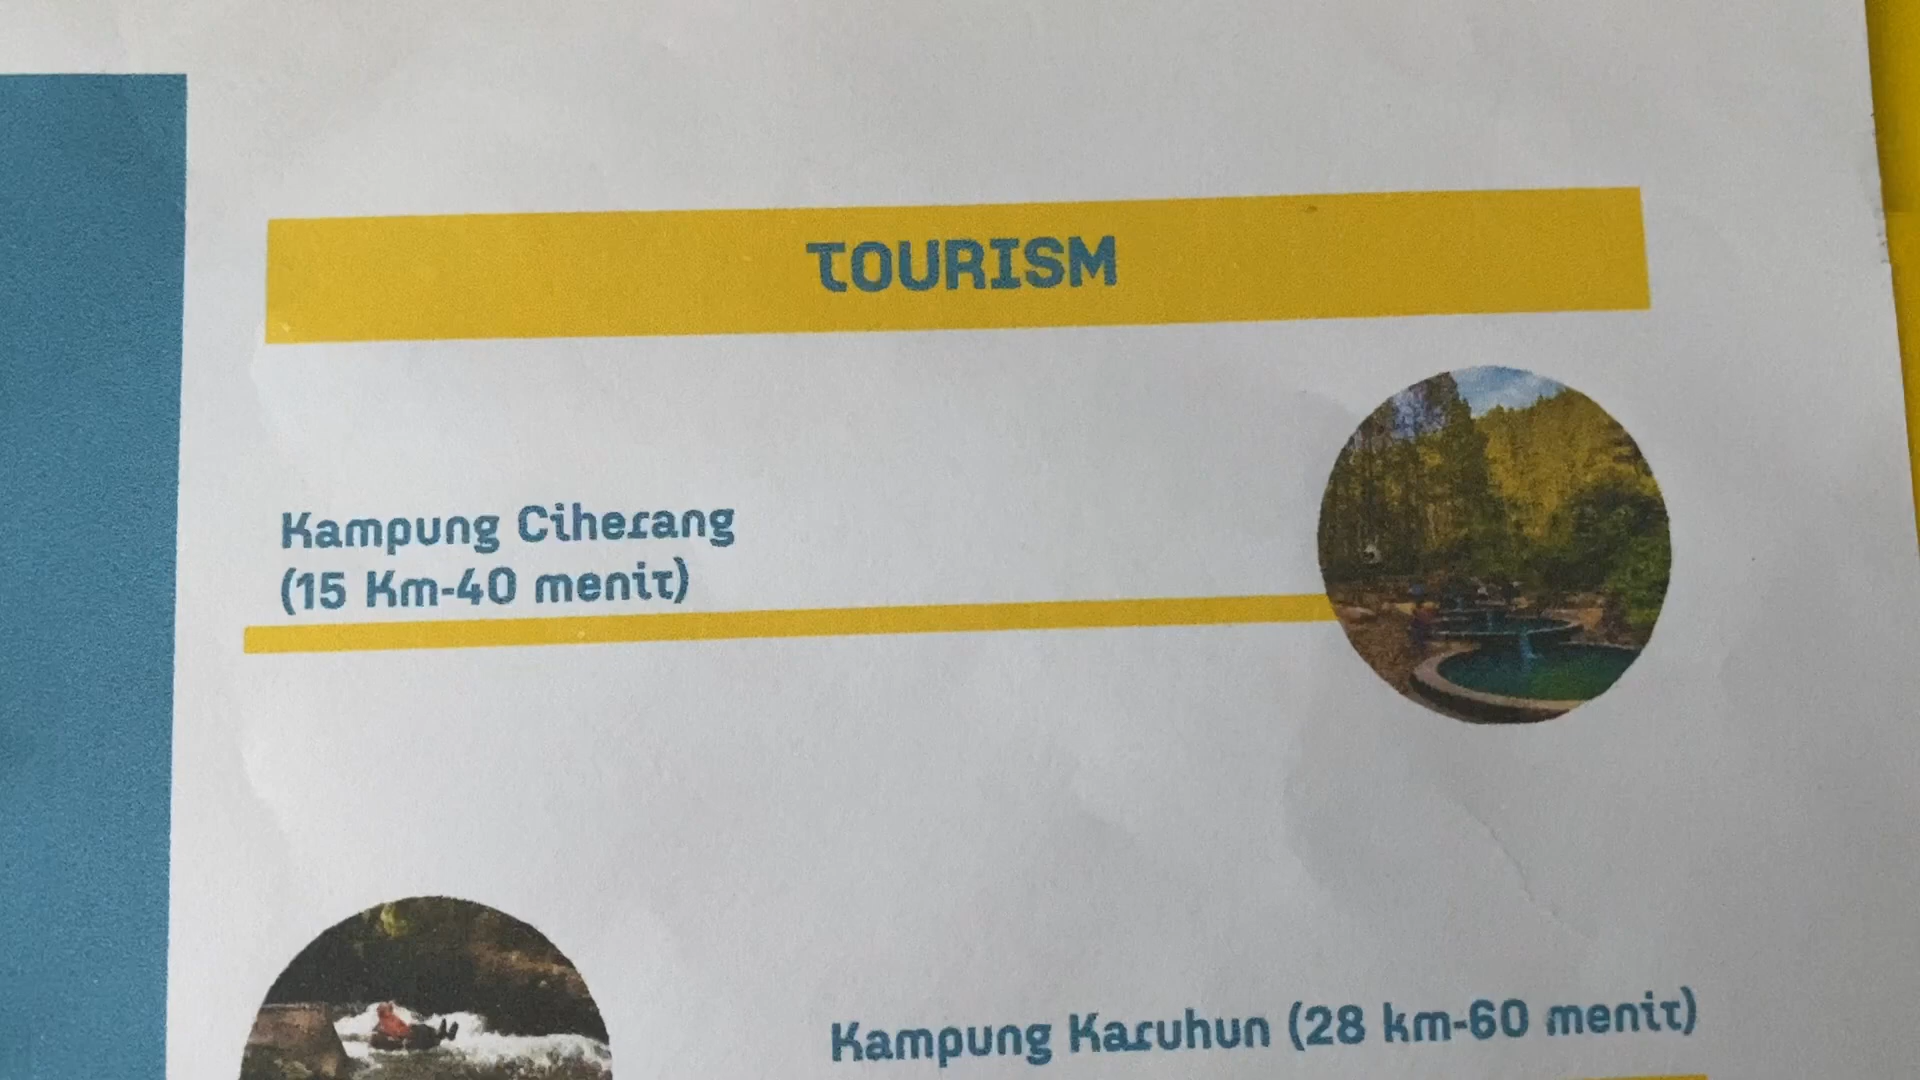 TOURISM
Kampung Ciherang
(15 Km-40 menit)
Kampung Karuhun (28 km-60 menit)